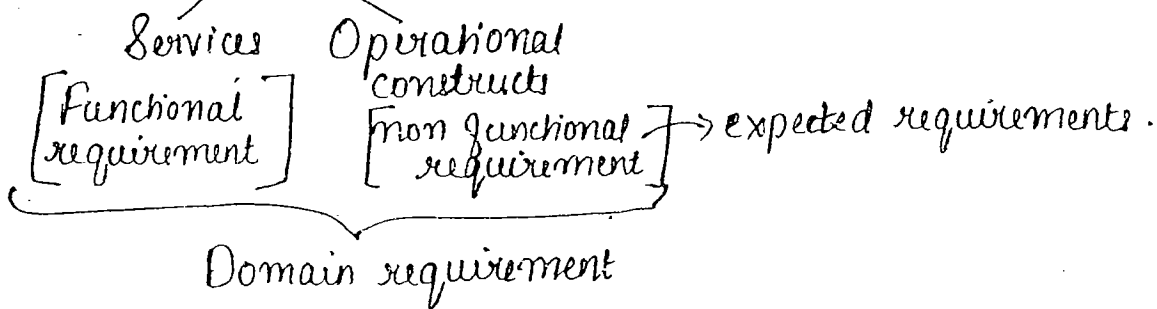 Services Operational
constructs
[Functional
requirement]
[non functional
requirement] → expected requirements.
Domain requirement